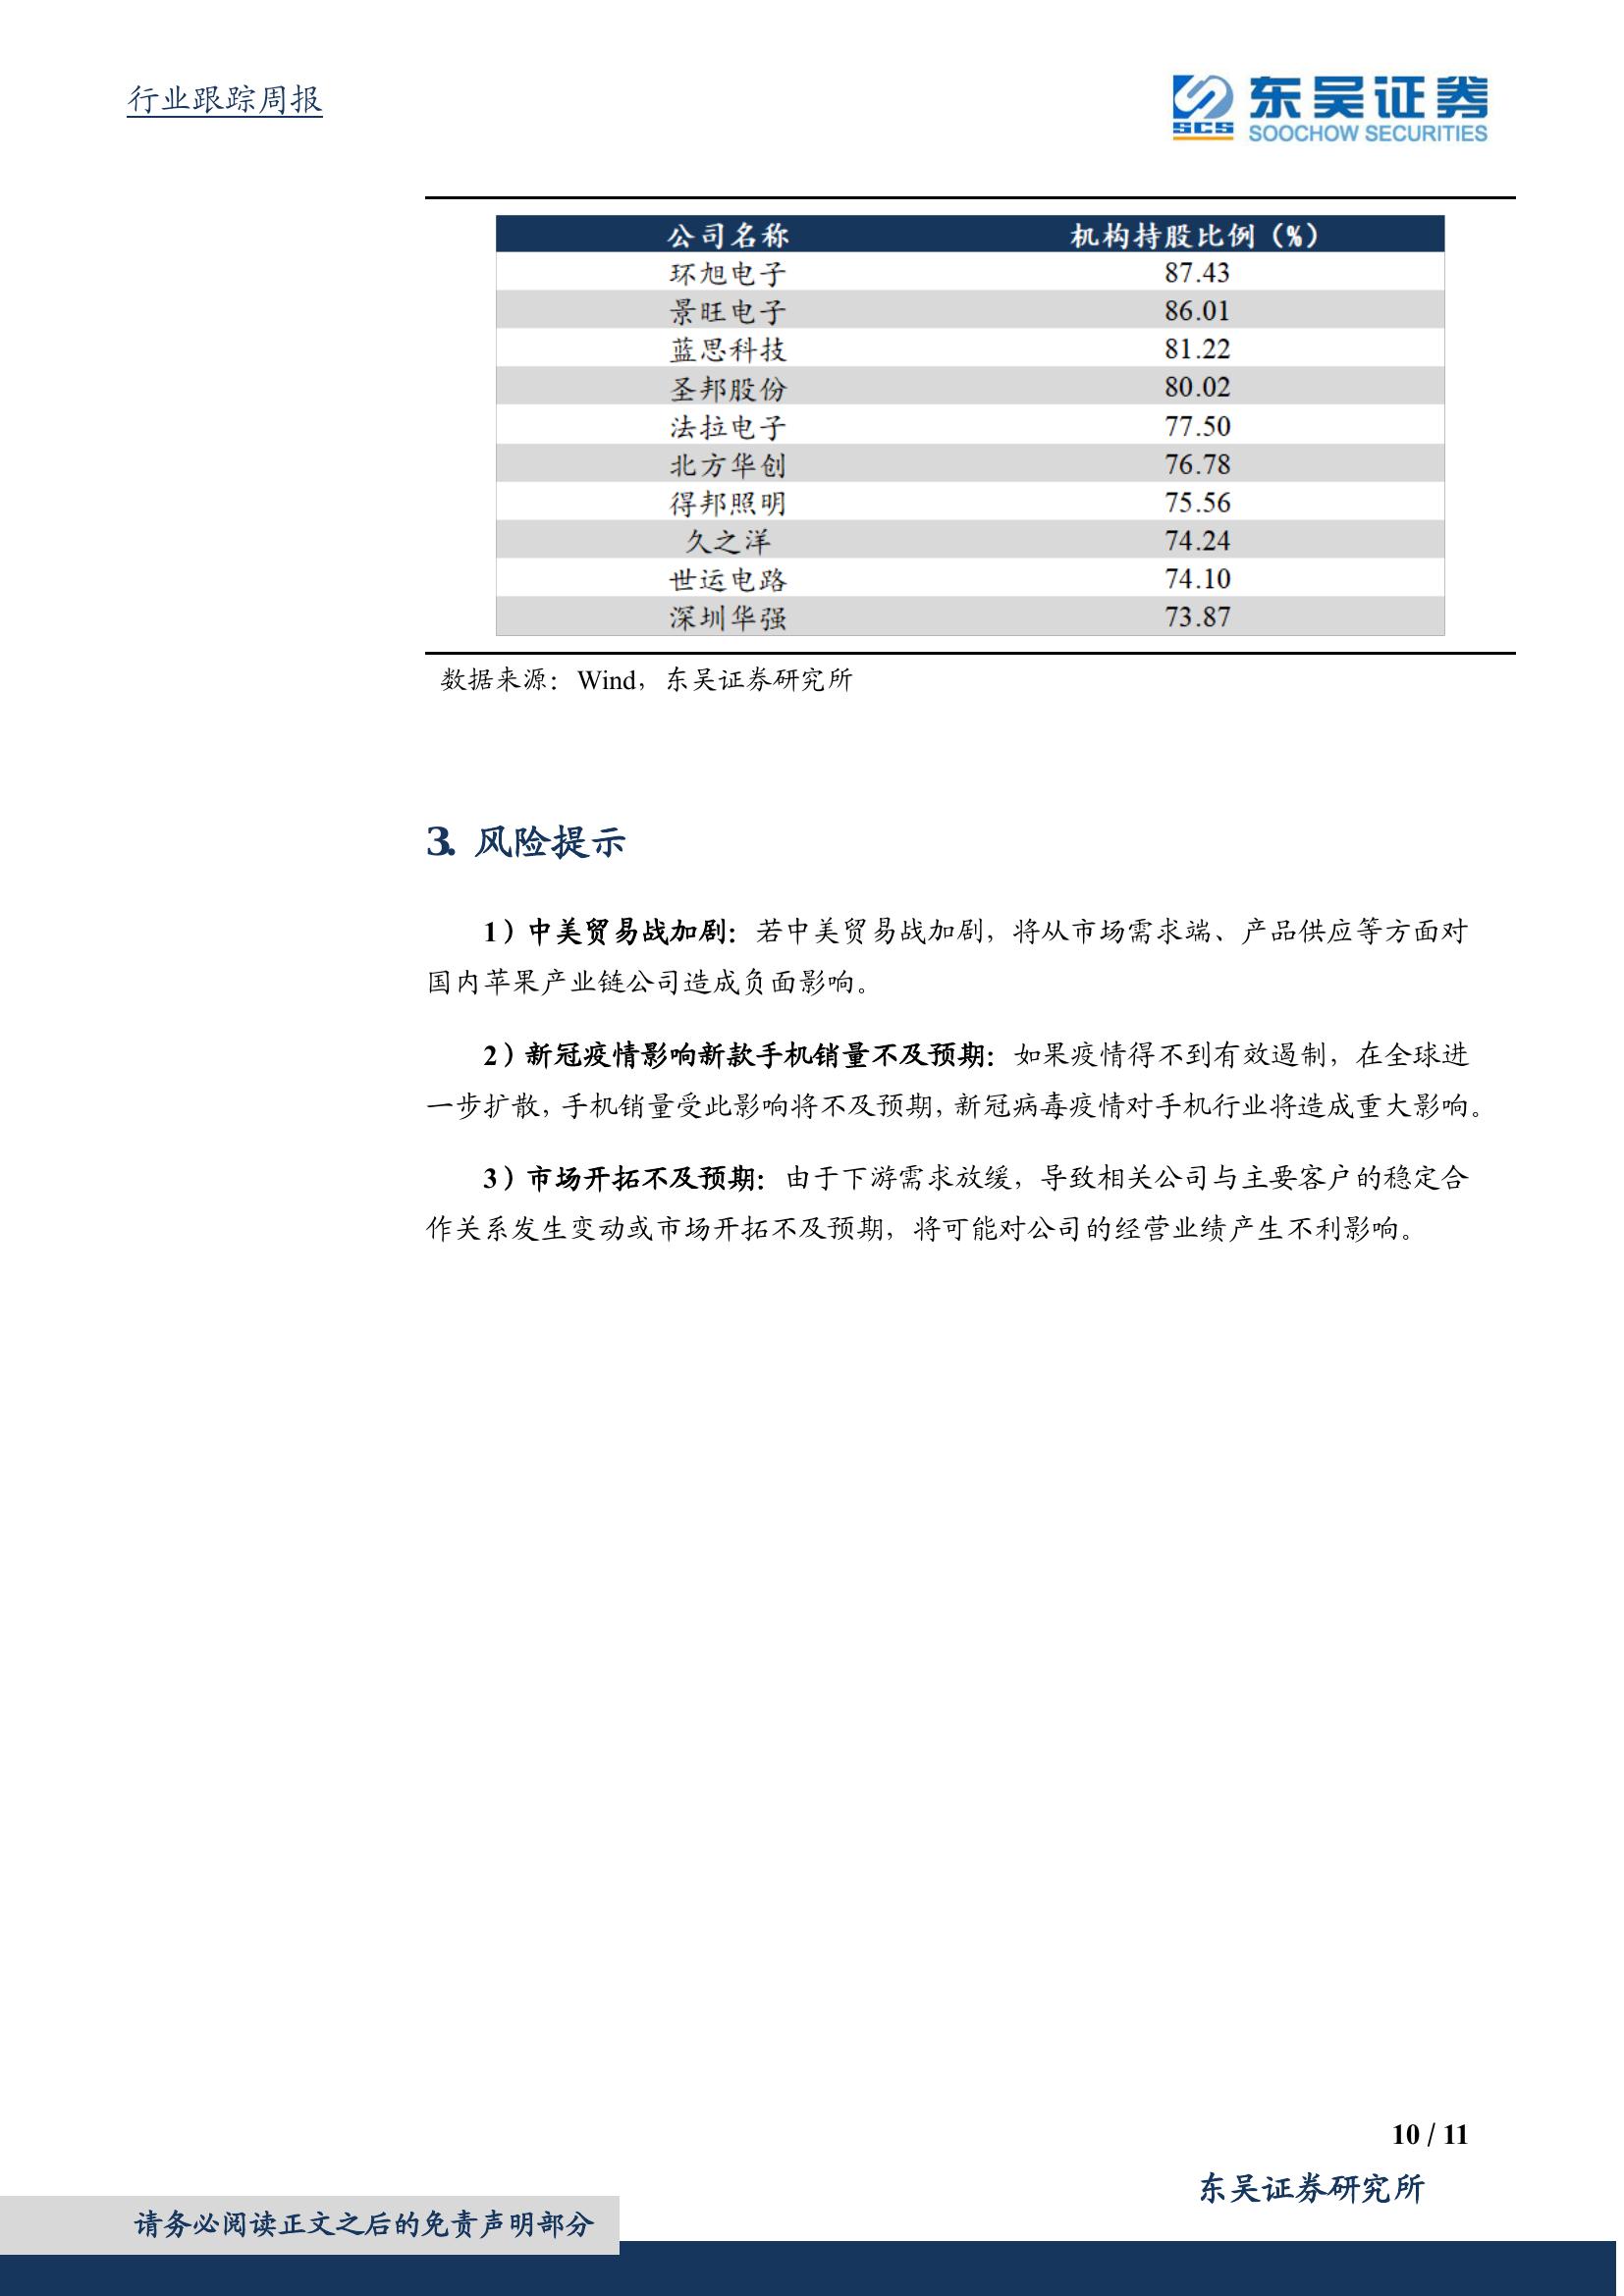 行业跟踪周报
SCS 东吴证券
SOOCHOW SECURITIES
公司名称 机构持股比例（%）
环旭电子 87.43
景旺电子 86.01
蓝思科技 81.22
圣邦股份 80.02
法拉电子 77.50
北方华创 76.78
得邦照明 75.56
久之洋 74.24
世运电路 74.10
深圳华强 73.87
数据来源：Wind，东吴证券研究所
3. 风险提示
1）中美贸易战加剧：若中美贸易战加剧，将从市场需求端、产品供应等方面对
国内苹果产业链公司造成负面影响。
2）新冠疫情影响新款手机销量不及预期：如果疫情得不到有效遏制，在全球进
一步扩散，手机销量受此影响将不及预期，新冠病毒疫情对手机行业将造成重大影响。
3）市场开拓不及预期：由于下游需求放缓，导致相关公司与主要客户的稳定合
作关系发生变动或市场开拓不及预期，将可能对公司的经营业绩产生不利影响。
10 / 11
东吴证券研究所
请务必阅读正文之后的免责声明部分